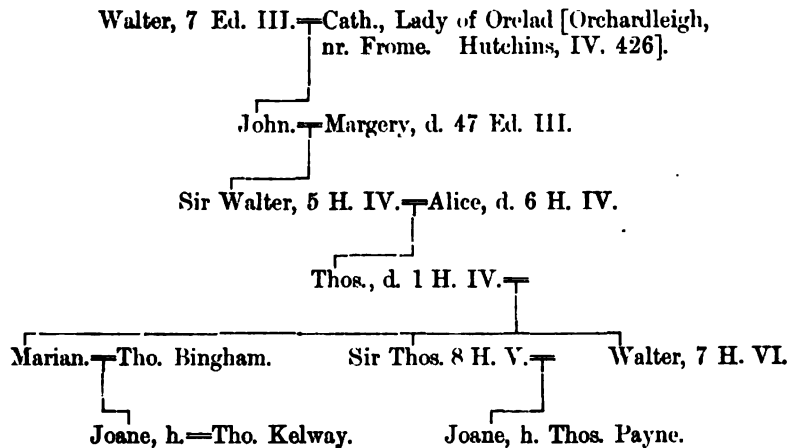 Walter, 7 Ed. III.=Cath., Lady of Orclad [Orchardleigh,
nr. Frome. Hutchins, IV. 426].
John.=Margery, d. 47 Ed. III.
Sir Walter, 5 H. IV.=Alice, d. 6 H. IV.
Thos., d. 1 H. IV.=
Marian.=Tho. Bingham. Sir Thos. 8 H. V.= Walter, 7 H. VI.
Joane, h.=Tho. Kelway. Joane, h. Thos. Payne.